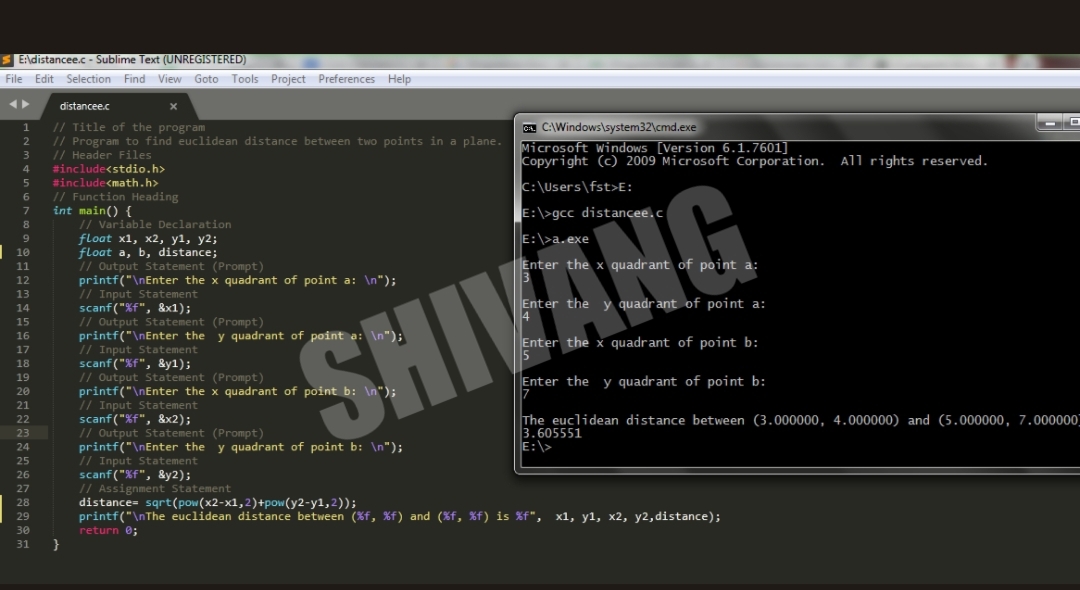 E:\distancee.c - Sublime Text (UNREGISTERED)
File Edit Selection Find View Goto Tools Project Preferences Help
distancee.c ×
1 // Title of the program
2 // Program to find euclidean distance between two points in a plane.
3 // Header Files
4 #include<stdio.h>
5 #include<math.h>
6 // Function Heading
7 int main() {
8 // Variable Declaration
9 float x1, x2, y1, y2;
10 float a, b, distance;
11 // Output Statement (Prompt)
12 printf("\nEnter the x quadrant of point a: \n");
13 // Input Statement
14 scanf("%f", &x1);
15 // Output Statement (Prompt)
16 printf("\nEnter the  y quadrant of point a: \n");
17 // Input Statement
18 scanf("%f", &y1);
19 // Output Statement (Prompt)
20 printf("\nEnter the x quadrant of point b: \n");
21 // Input Statement
22 scanf("%f", &x2);
23 // Output Statement (Prompt)
24 printf("\nEnter the  y quadrant of point b: \n");
25 // Input Statement
26 scanf("%f", &y2);
27 // Assignment Statement
28 distance= sqrt(pow(x2-x1,2)+pow(y2-y1,2));
29 printf("\nThe euclidean distance between (%f, %f) and (%f, %f) is %f",  x1, y1, x2, y2,distance);
30 return 0;
31 }
C:\Windows\system32\cmd.exe
Microsoft Windows [Version 6.1.7601]
Copyright (c) 2009 Microsoft Corporation.  All rights reserved.
C:\Users\fst>E:
E:\>gcc distancee.c
E:\>a.exe
Enter the x quadrant of point a:
3
Enter the  y quadrant of point a:
4
Enter the x quadrant of point b:
5
Enter the  y quadrant of point b:
7
The euclidean distance between (3.000000, 4.000000) and (5.000000, 7.000000)
3.605551
E:\>
SHIVANG